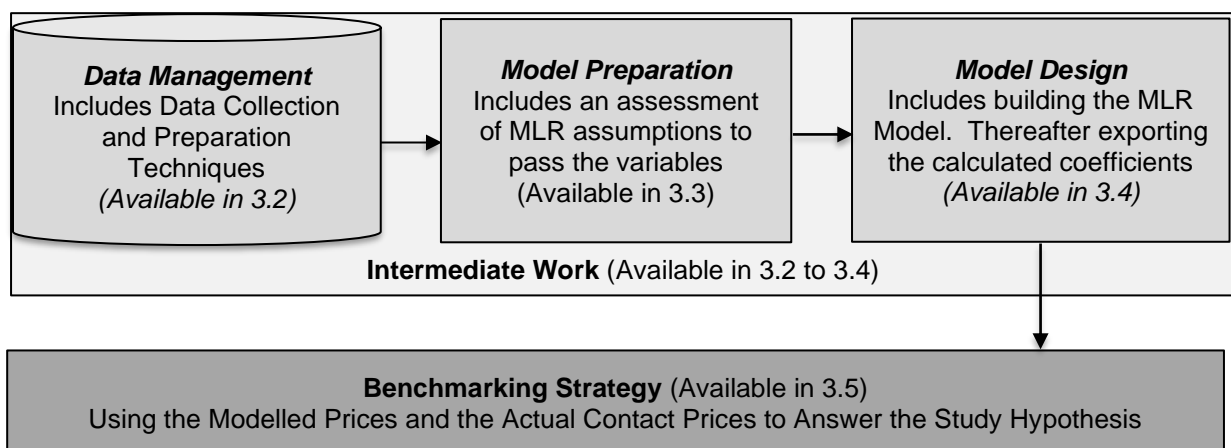 Data Management
Includes Data Collection
and Preparation
Techniques
(Available in 3.2)
Model Preparation
Includes an assessment
of MLR assumptions to
pass the variables
(Available in 3.3)
Model Design
Includes building the MLR
Model.  Thereafter exporting
the calculated coefficients
(Available in 3.4)
Intermediate Work (Available in 3.2 to 3.4)
Benchmarking Strategy (Available in 3.5)
Using the Modelled Prices and the Actual Contact Prices to Answer the Study Hypothesis